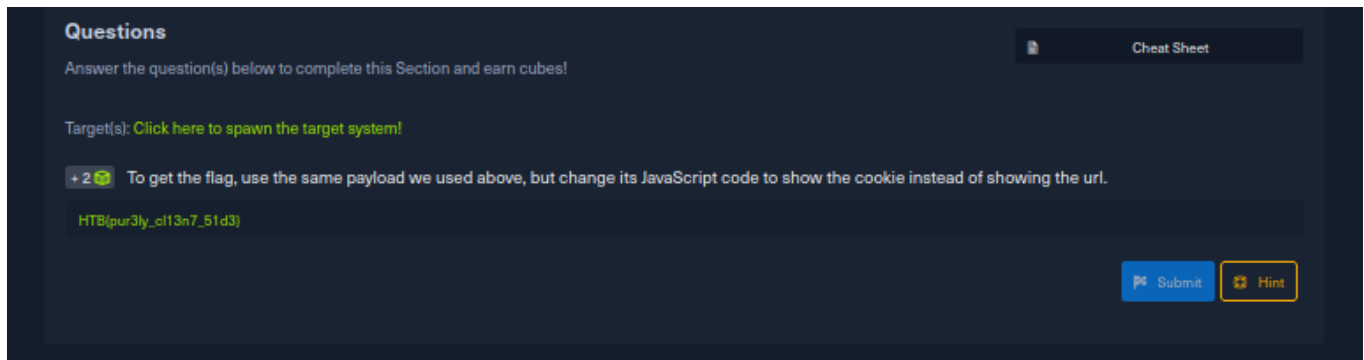 Questions
Cheat Sheet
Answer the question(s) below to complete this Section and earn cubes!
Target(s): Click here to spawn the target system!
+ 2 To get the flag, use the same payload we used above, but change its JavaScript code to show the cookie instead of showing the url.
HTB{pur3ly_cl13n7_51d3}
Submit
Hint